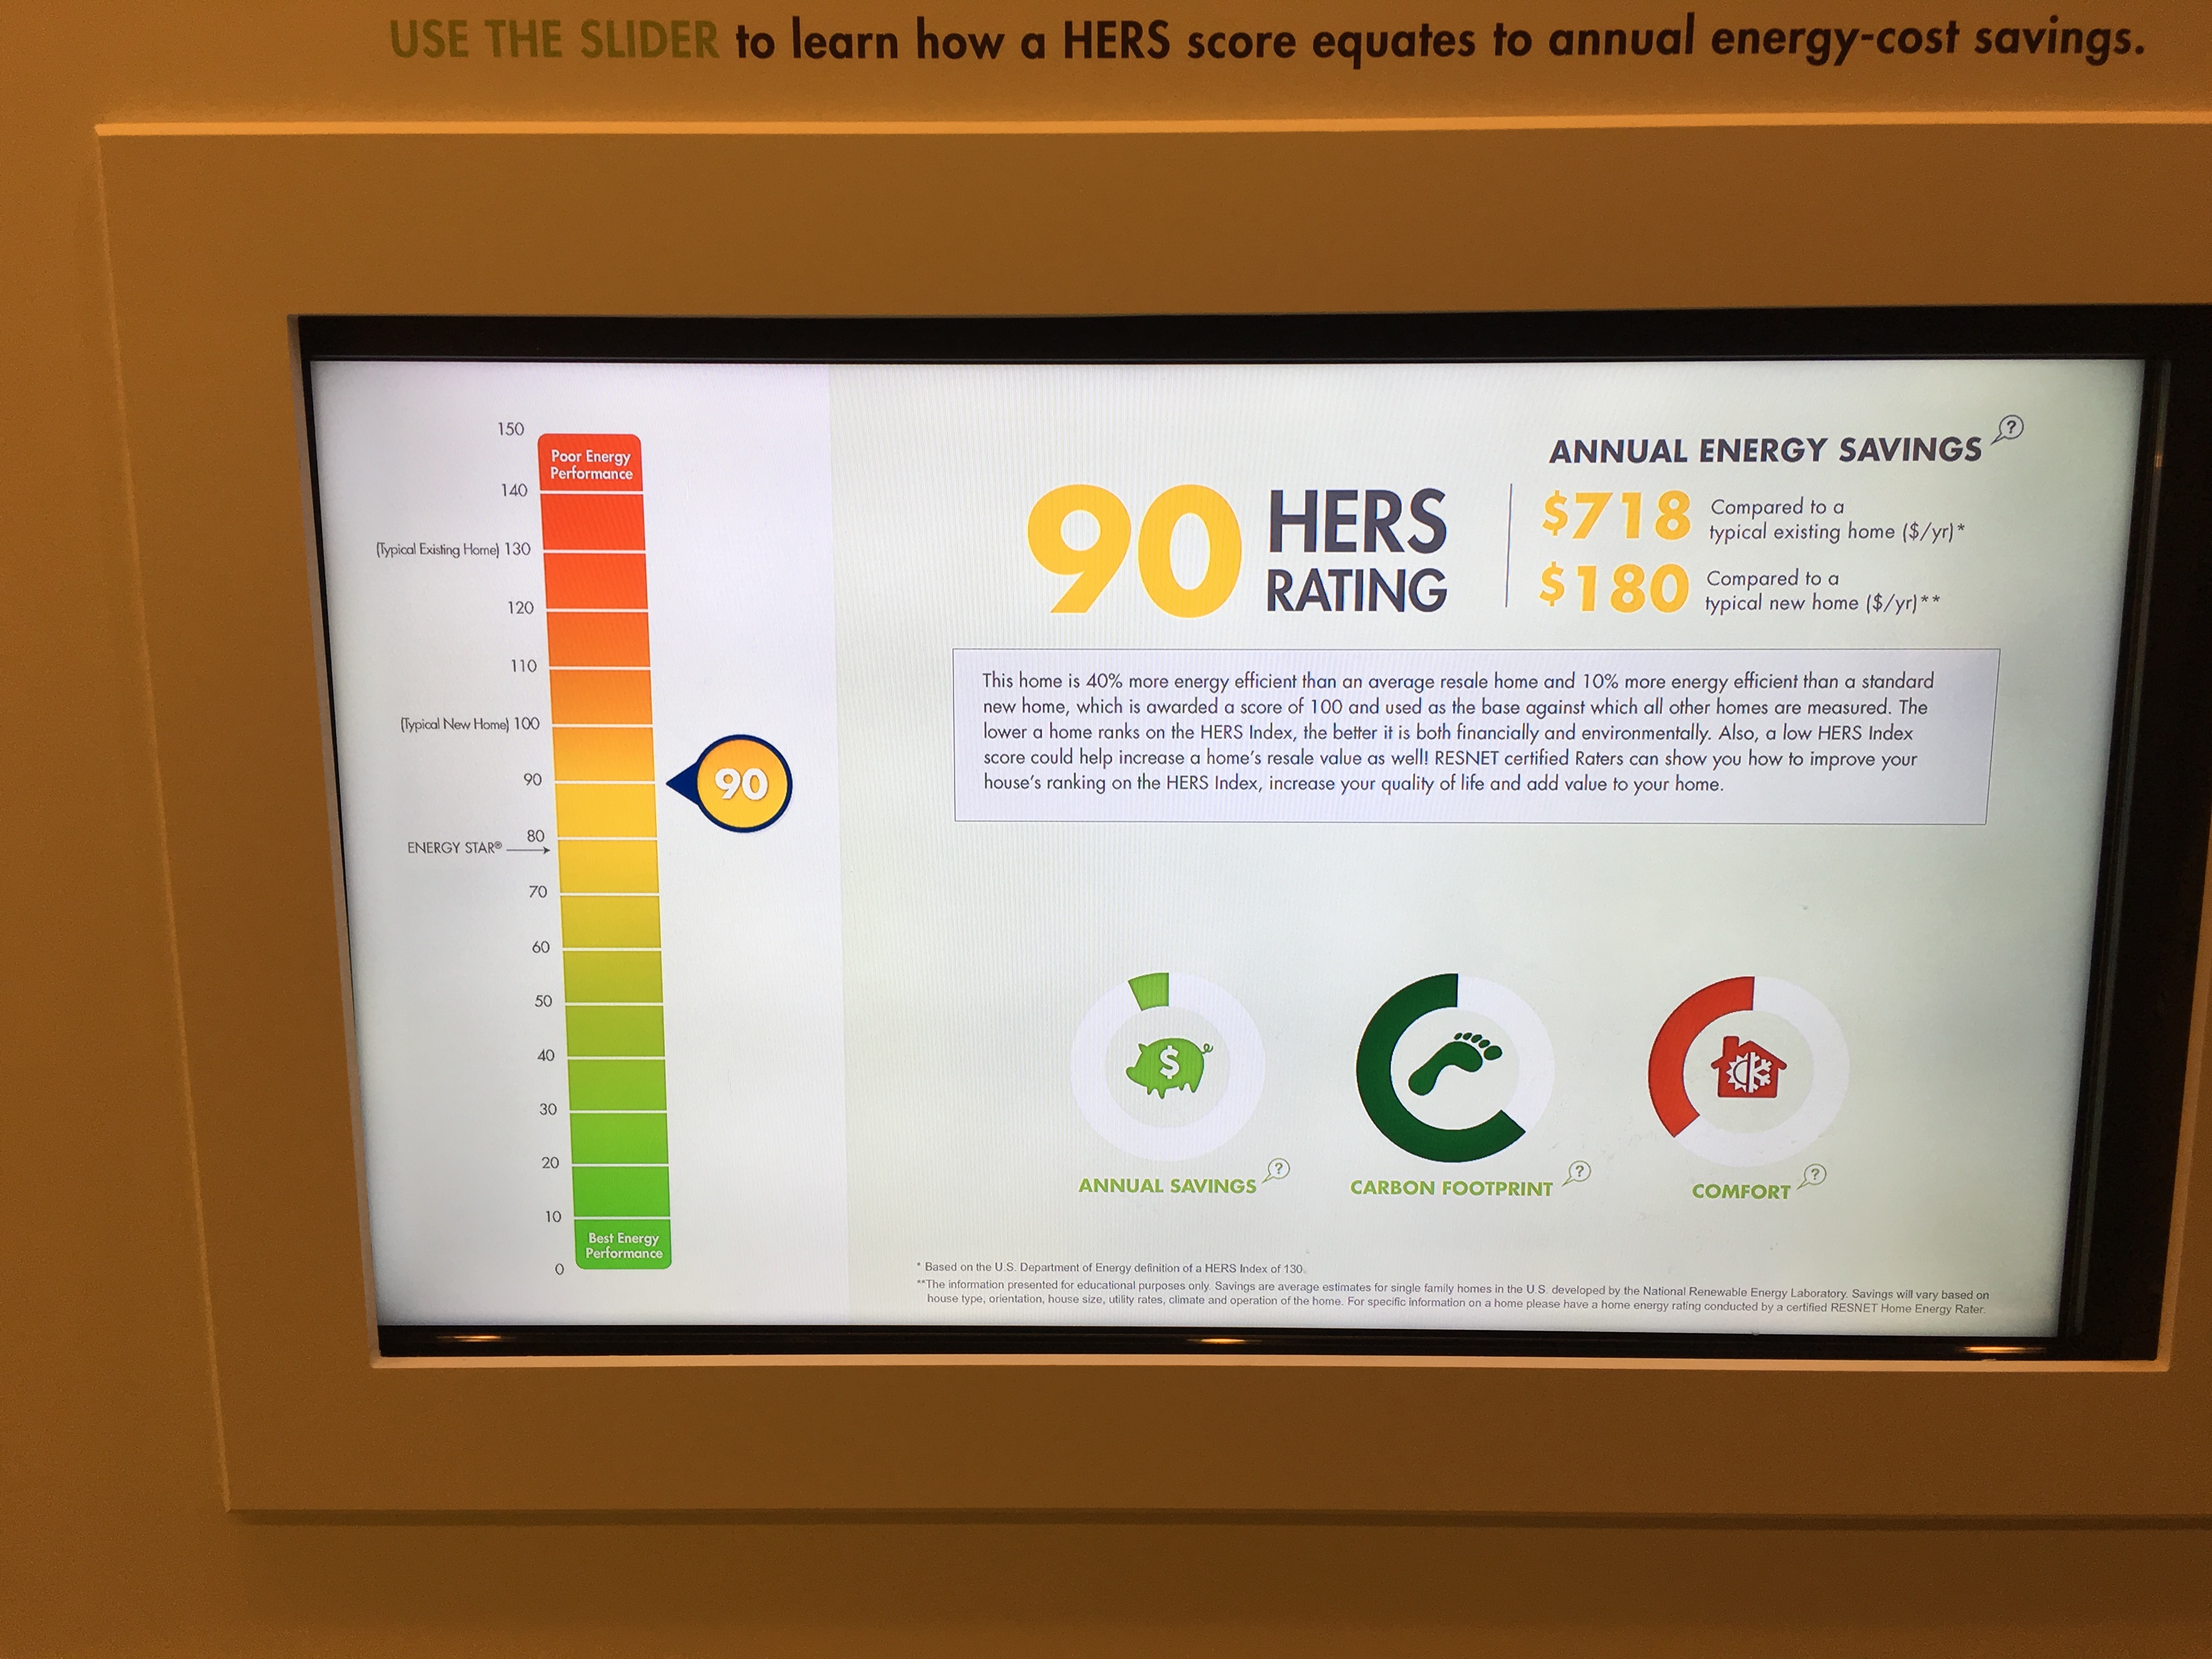 USE THE SLIDER to learn how a HERS score equates to annual energy-cost savings.
150
Poor Energy
Performance
140
(Typical Existing Home) 130
120
110
(Typical New Home) 100
90
80
ENERGY STAR®
70
60
50
40
30
20
10
Best Energy
Performance
0
90
90 HERS
RATING
ANNUAL ENERGY SAVINGS ?
$718 Compared to a
typical existing home ($/yr)*
$180 Compared to a
typical new home ($/yr)**
This home is 40% more energy efficient than an average resale home and 10% more energy efficient than a standard
new home, which is awarded a score of 100 and used as the base against which all other homes are measured. The
lower a home ranks on the HERS Index, the better it is both financially and environmentally. Also, a low HERS Index
score could help increase a home's resale value as well! RESNET certified Raters can show you how to improve your
house's ranking on the HERS Index, increase your quality of life and add value to your home.
$
ANNUAL SAVINGS ?
CARBON FOOTPRINT ?
COMFORT ?
* Based on the U.S. Department of Energy definition of a HERS Index of 130.
**The information presented for educational purposes only. Savings are average estimates for single family homes in the U.S. developed by the National Renewable Energy Laboratory. Savings will vary based on
house type, orientation, house size, utility rates, climate and operation of the home. For specific information on a home please have a home energy rating conducted by a certified RESNET Home Energy Rater.